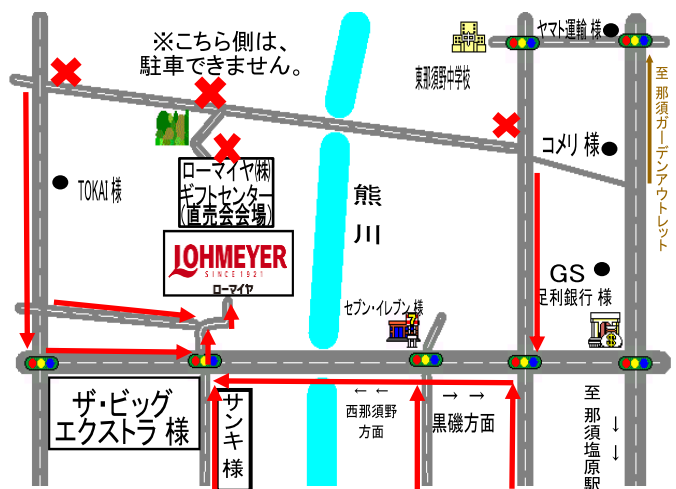 ※こちら側は、
駐車できません。
ヤマト運輸 様
東那須野中学校
至 那須ガーデンアウトレット
コメリ 様
TOKAI 様
ローマイヤ㈱
ギフトセンター
(直売会会場)
熊川
LOHMEYER
SINCE 1921
ローマイヤ
GS
足利銀行 様
セブン・イレブン 様
7
ザ・ビッグ
エクストラ 様
サンキ 様
← ←
西那須野
方面
→ →
黒磯方面
至 那須塩原駅
→ →
$